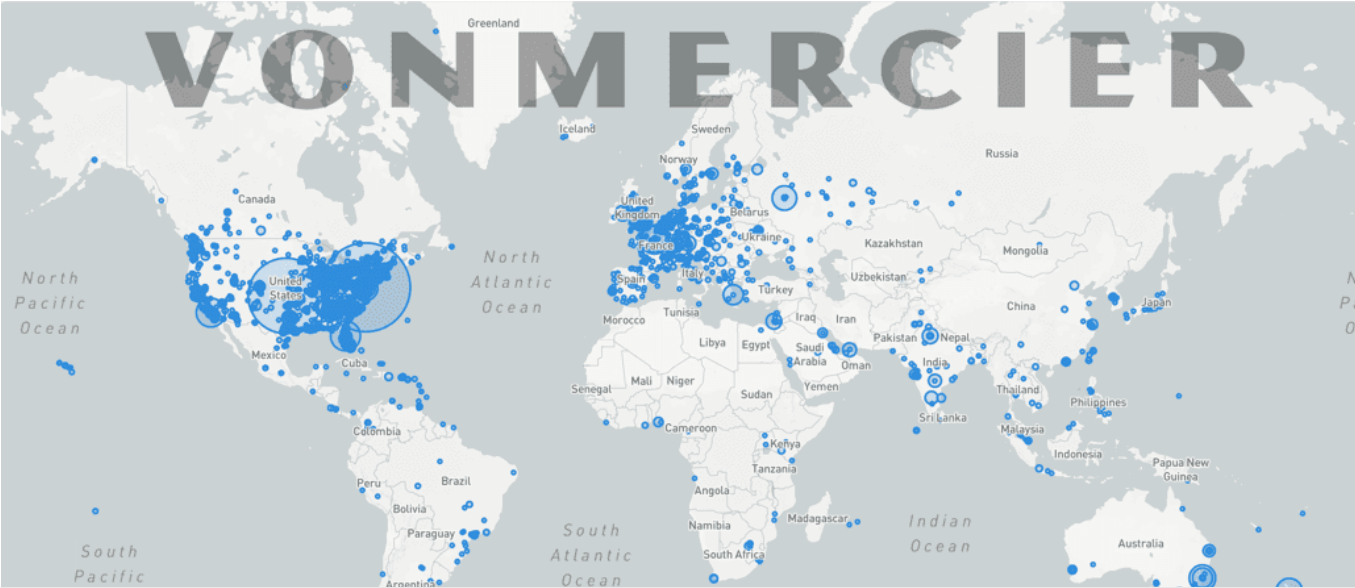 VONMERCIER
Greenland
Iceland
Sweden
Norway
Russia
Canada
United
Kingdom
Belarus
Ukraine
France
Kazakhstan
Mongolia
North
Pacific
Ocean
North
Atlantic
Ocean
United
States
Spain
Italy
Uzbekistan
Turkey
China
Japan
N
P
Morocco
Tunisia
Iraq
Iran
Pakistan
Nepal
Mexico
Cuba
Libya
Egypt
Saudi
Arabia
Oman
India
Senegal
Mali
Niger
Sudan
Yemen
Thailand
Philippines
Colombia
Cameroon
Sri Lanka
Malaysia
Kenya
Indonesia
Peru
Brazil
Tanzania
Papua New
Guinea
Angola
Bolivia
Namibia
Madagascar
Paraguay
South
Atlantic
Ocean
Indian
Ocean
South
Pacific
South Africa
Australia
Argentina